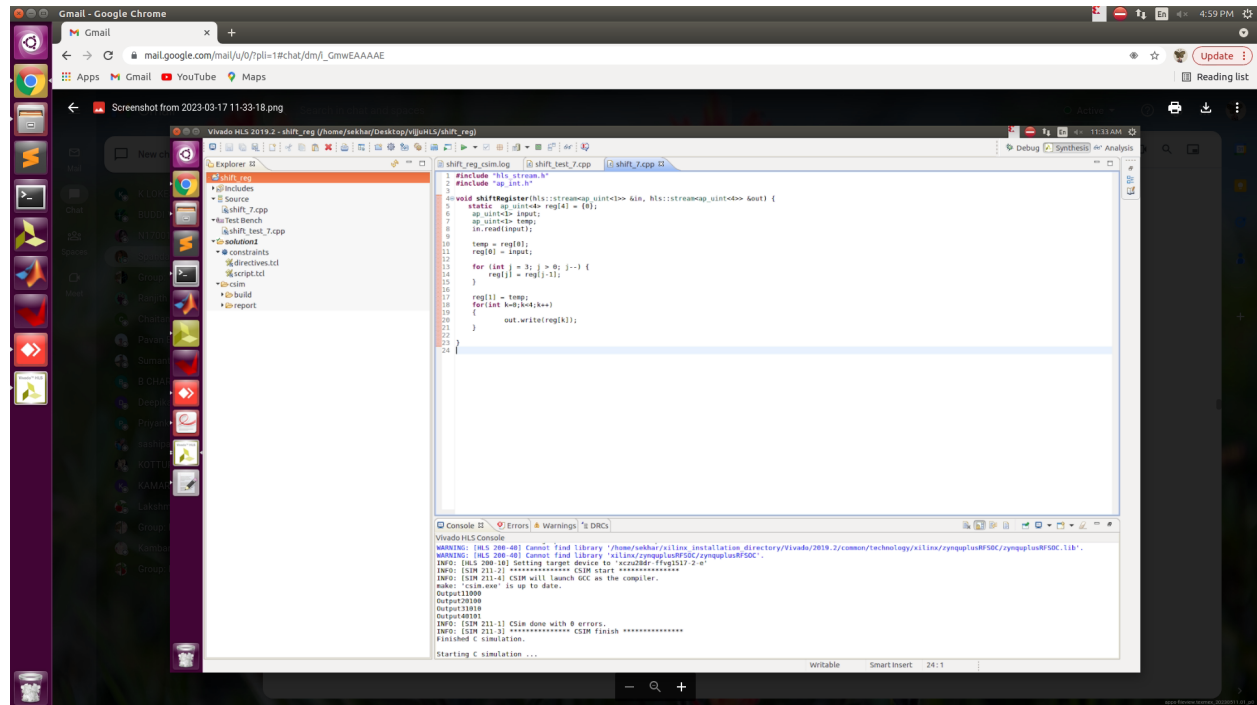 Gmail - Google Chrome
En
4:59 PM
Gmail
mail.google.com/mail/u/0/?pli=1#chat/dm/i_GmwEAAAAE
Update
Apps
Gmail
YouTube
Maps
Reading list
Screenshot from 2023-03-17 11-33-18.png
Active
Vivado HLS 2019.2 - shift_reg (/home/sekhar/Desktop/vijjuHLS/shift_reg)
En
11:33 AM
Debug
Synthesis
Analysis
Explorer
shift_reg_csim.log
shift_test_7.cpp
shift_7.cpp
shift_reg
Includes
Source
shift_7.cpp
Test Bench
shift_test_7.cpp
solution1
constraints
directives.tcl
script.tcl
csim
build
report
1 #include "hls_stream.h"
2 #include "ap_int.h"
3
4 void shiftRegister(hls::stream<ap_uint<1>> &in, hls::stream<ap_uint<4>> &out) {
5 static ap_uint<4> reg[4] = {0};
6 ap_uint<1> input;
7 ap_uint<1> temp;
8 in.read(input);
9
10 temp = reg[0];
11 reg[0] = input;
12
13 for (int j = 3; j > 0; j--) {
14 reg[j] = reg[j-1];
15 }
16
17 reg[1] = temp;
18 for(int k=0;k<4;k++)
19 {
20 out.write(reg[k]);
21 }
22
23 }
24
Console
Errors
Warnings
DRCs
Vivado HLS Console
WARNING: [HLS 200-40] Cannot find library '/home/sekhar/xilinx_installation_directory/Vivado/2019.2/common/technology/xilinx/zynquplusRFSOC/zynquplusRFSOC.lib'.
WARNING: [HLS 200-40] Cannot find library 'xilinx/zynquplusRFSOC/zynquplusRFSOC'.
INFO: [HLS 200-10] Setting target device to 'xczu28dr-ffvg1517-2-e'
INFO: [SIM 211-2] *************** CSIM start ***************
INFO: [SIM 211-4] CSIM will launch GCC as the compiler.
make: 'csim.exe' is up to date.
Output11000
Output20100
Output31010
Output40101
INFO: [SIM 211-1] CSim done with 0 errors.
INFO: [SIM 211-3] *************** CSIM finish ***************
Finished C simulation.
Starting C simulation ...
Writable
Smart Insert
24 : 1